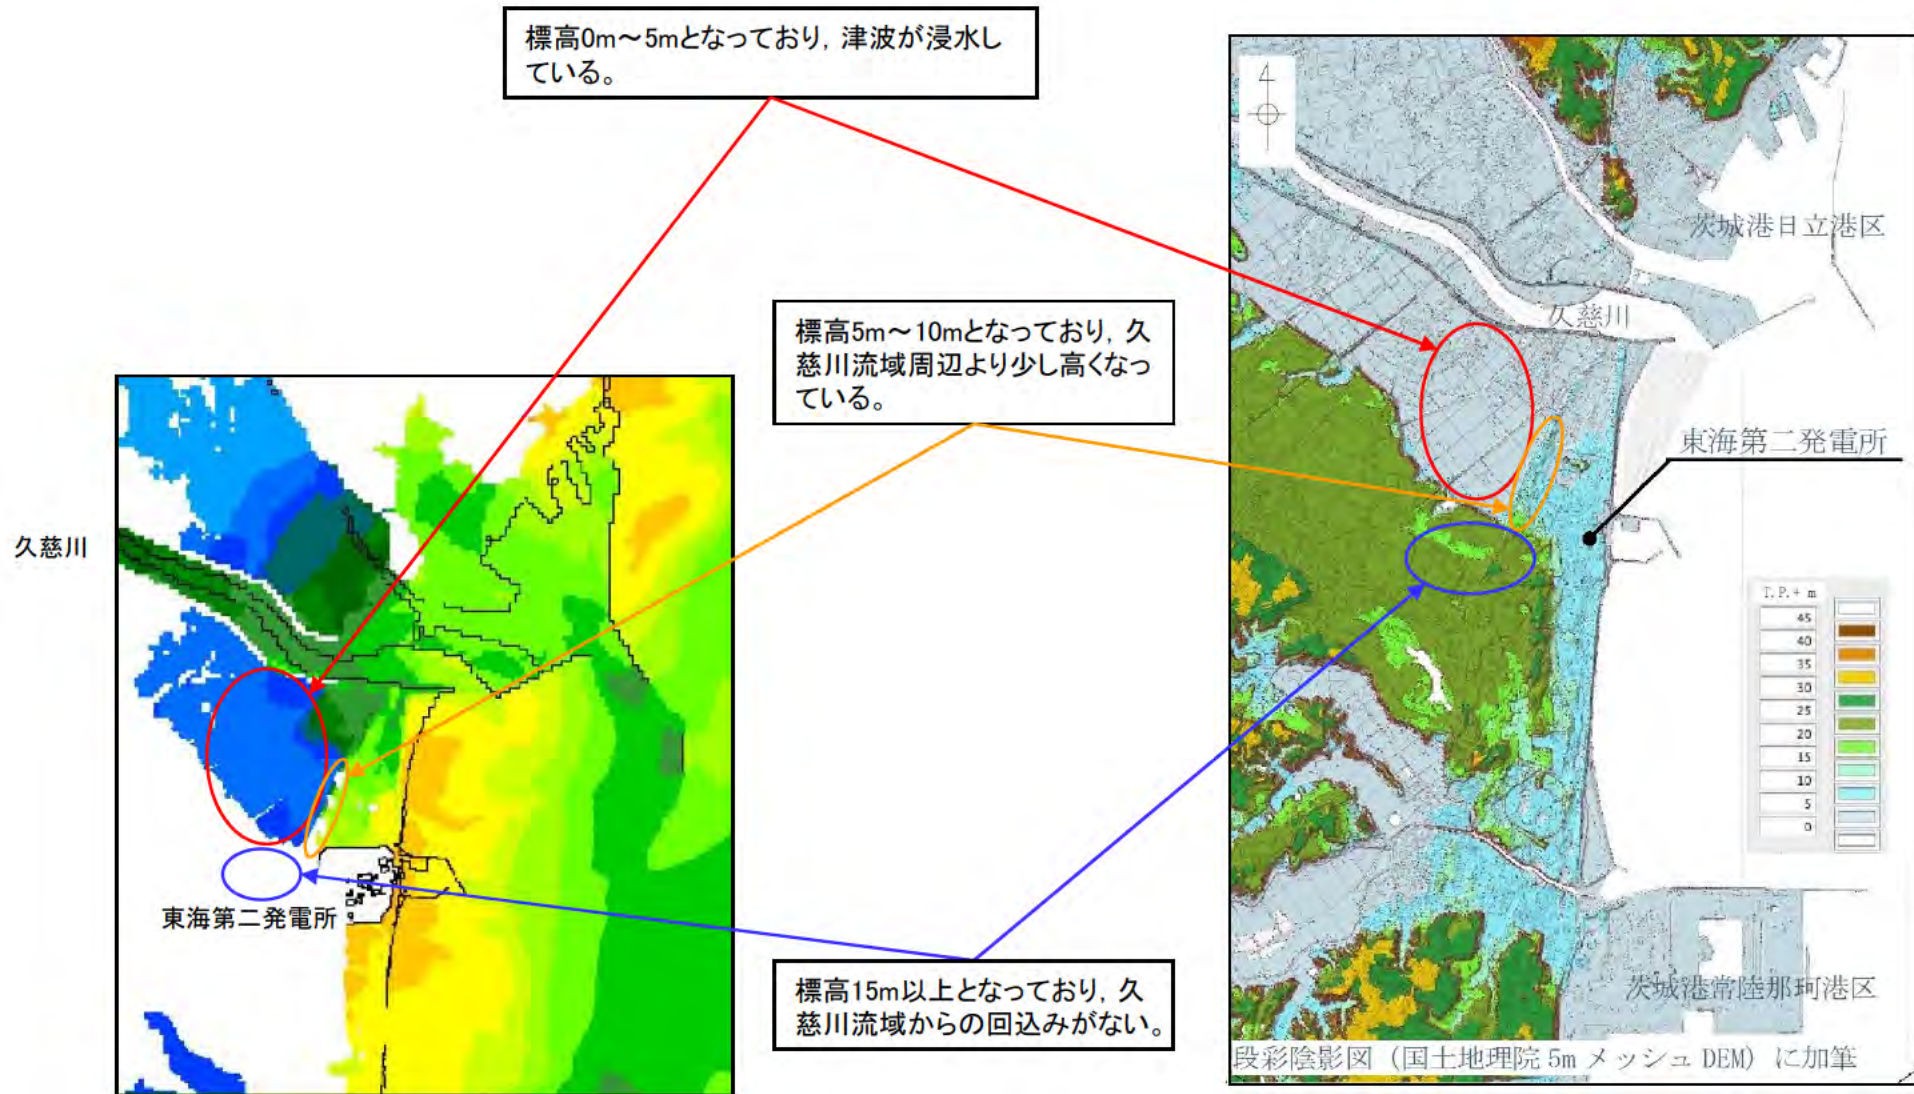 標高0m～5mとなっており，津波が浸水し
ている。
標高5m～10mとなっており，久
慈川流域周辺より少し高くなっ
ている。
久慈川
東海第二発電所
標高15m以上となっており，久
慈川流域からの回込みがない。
茨城港日立港区
久慈川
東海第二発電所
T.P.+ m
45
40
35
30
25
20
15
10
5
0
茨城港常陸那珂港区
段彩陰影図（国土地理院 5m メッシュ DEM）に加筆